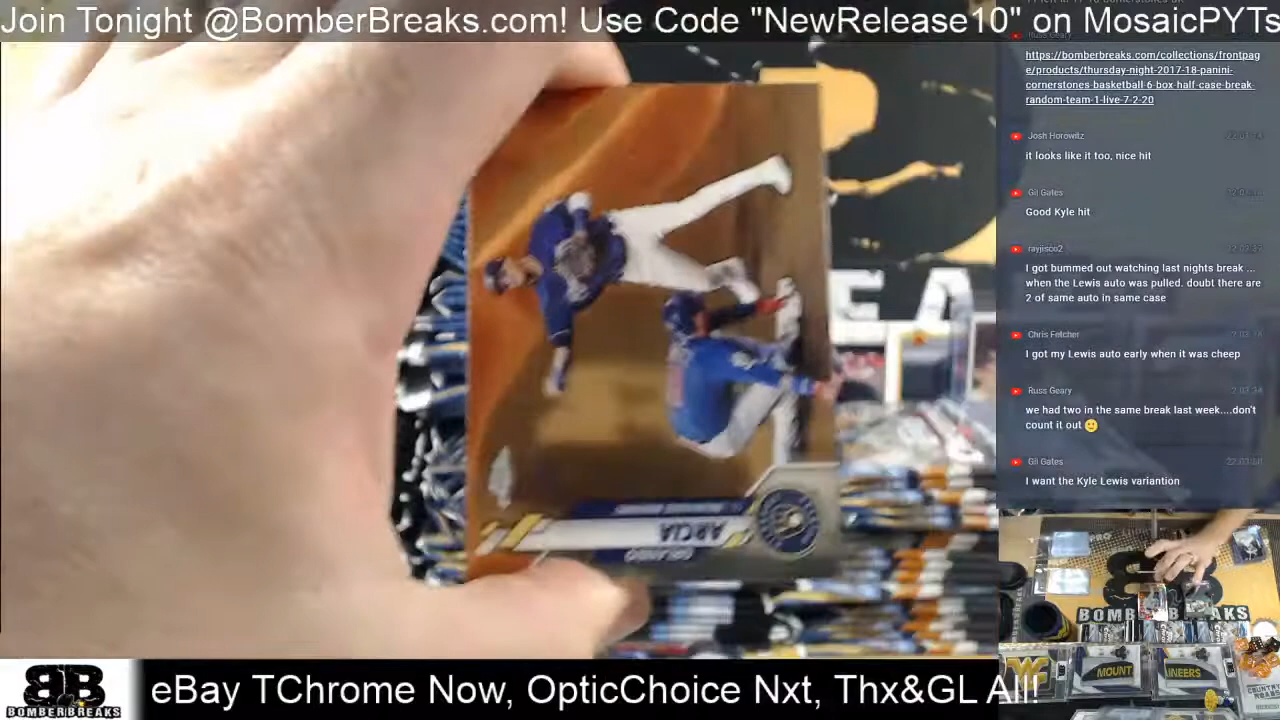 Join Tonight @BomberBreaks.com! Use Code "NewRelease10" on MosaicPYTs
https://bomberbreaks.com/collections/frontpag
e/products/thursday-night-2017-18-panini-
cornerstones-basketball-6-box-half-case-break-
random-team-1-live-7-2-20
Josh Horowitz
it looks like it too, nice hit
Gil Gates
Good Kyle hit
rayjisco2
I got bummed out watching last nights break ...
when the Lewis auto was pulled. doubt there are
2 of same auto in same case
Chris Felcher
I got my Lewis auto early when it was cheep
Russ Geary
we had two in the same break last week....don't
count it out
Gil Gates
I want the Kyle Lewis variantion
ORLANDO
ARCIA
BOMB
BREAKS
MOUNT
AINEERS
BOMBERBREAKS
eBay TChrome Now, OpticChoice Nxt, Thx&GL All!